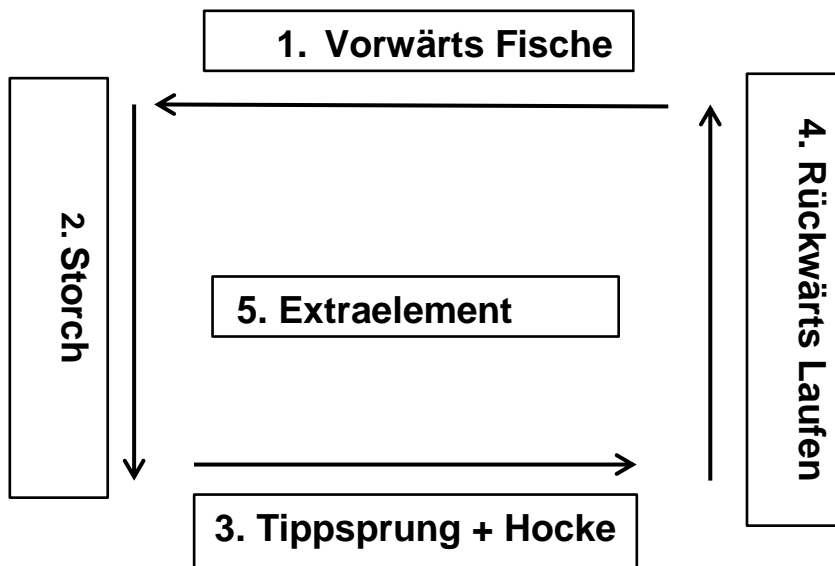 1. Vorwärts Fische
2. Storch
3. Tippsprung + Hocke
4. Rückwärts Laufen
5. Extraelement